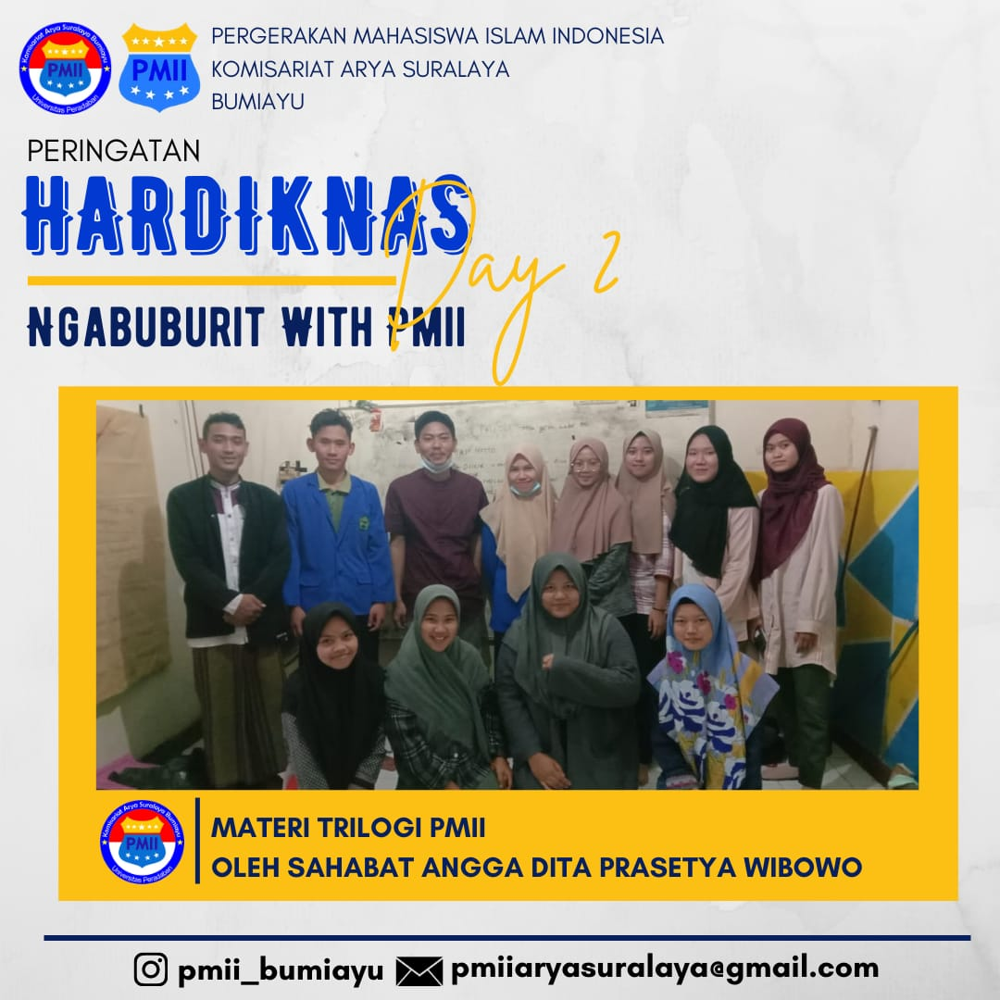 Komisariat Arya Suralaya Bumiayu
PMII
Universitas Peradaban
PMII
PERGERAKAN MAHASISWA ISLAM INDONESIA
KOMISARIAT ARYA SURALAYA
BUMIAYU
PERINGATAN
HARDIKNAS
Day 2
NGABUBURIT WITH PMII
Komisariat Arya Suralaya Bumiayu
PMII
Universitas Peradaban
MATERI TRILOGI PMII
OLEH SAHABAT ANGGA DITA PRASETYA WIBOWO
pmii_bumiayu
pmiiaryasuralaya@gmail.com